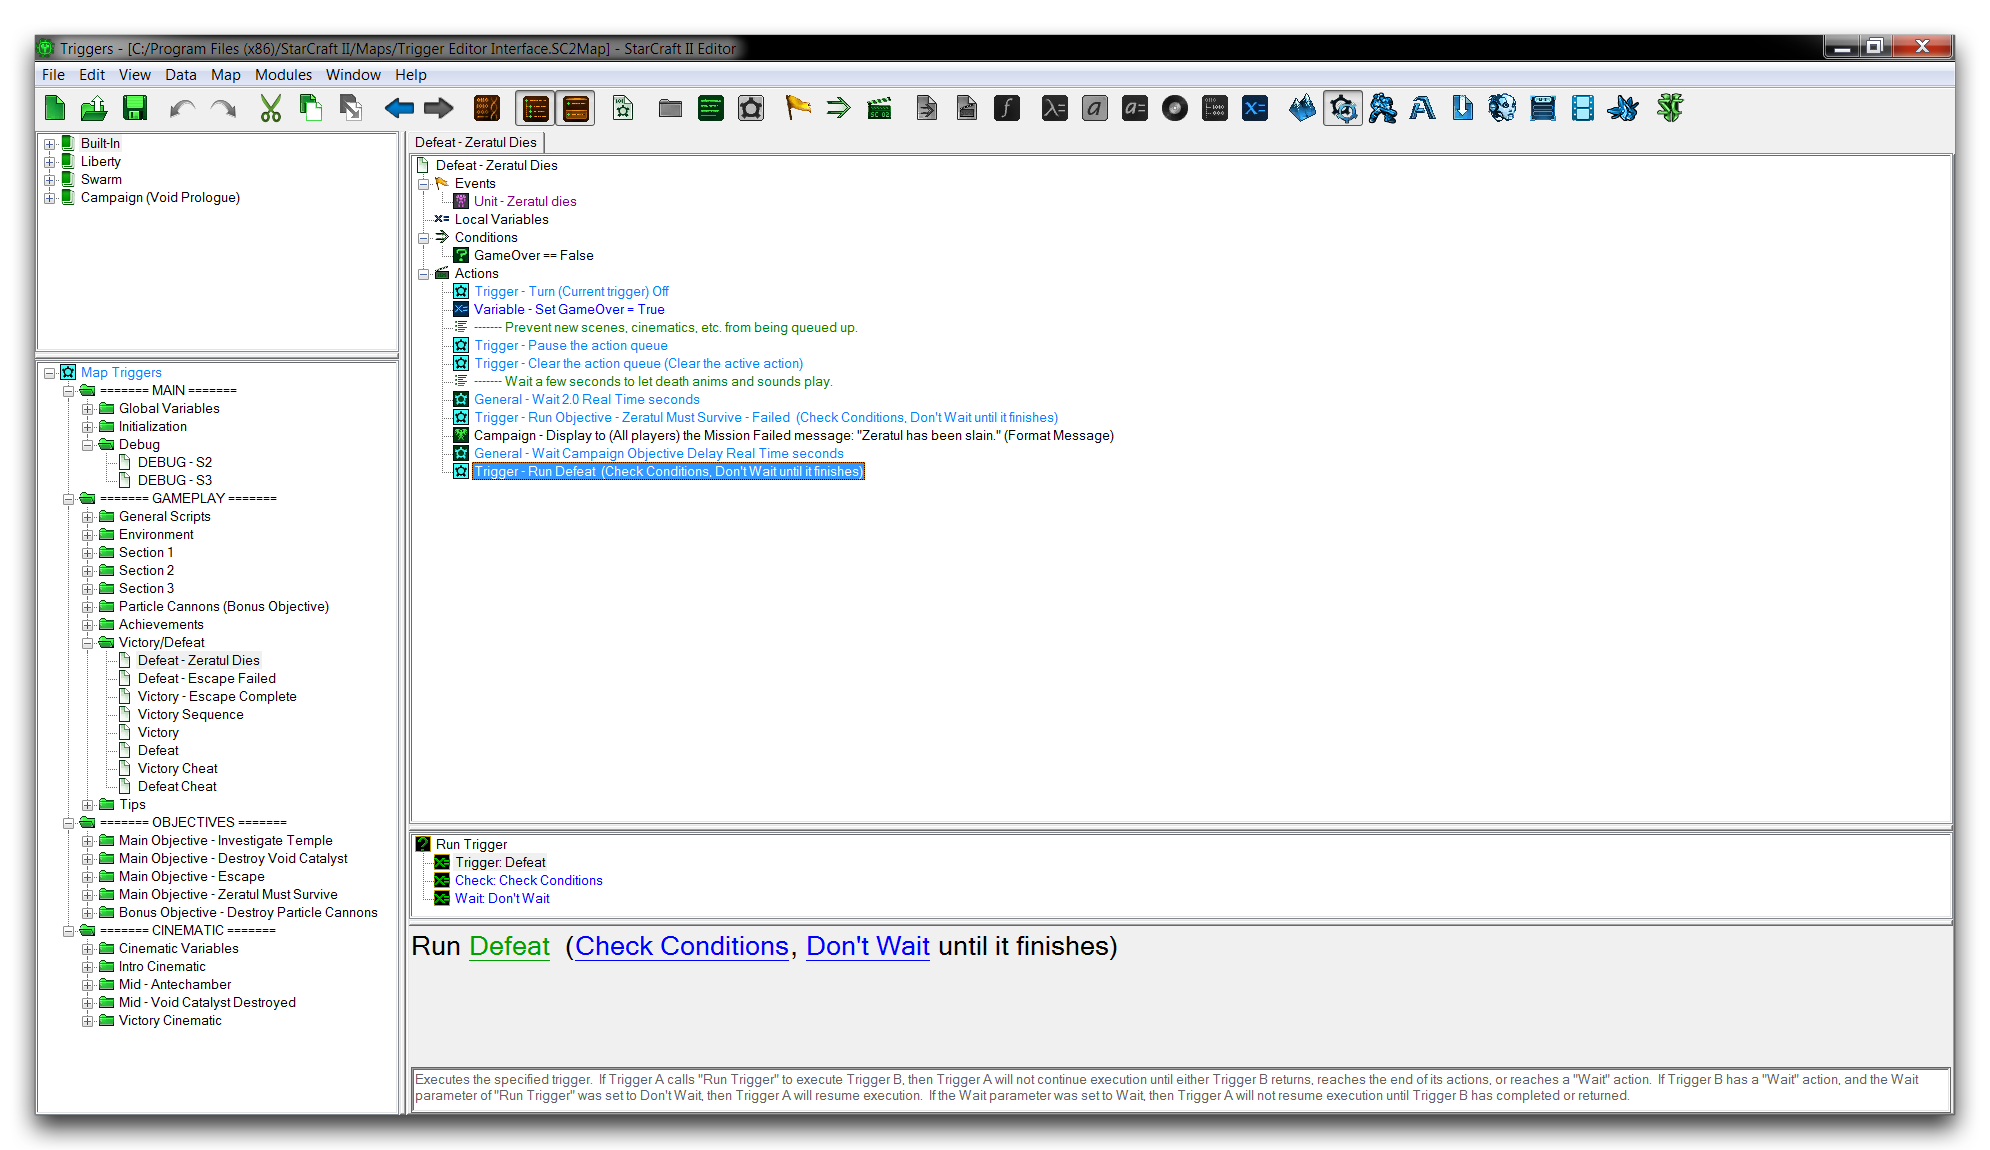 Triggers - [C:/Program Files (x86)/StarCraft II/Maps/Trigger Editor Interface.SC2Map] - StarCraft II Editor
File Edit View Data Map Modules Window Help
Built-In
Liberty
Swarm
Campaign (Void Prologue)
Map Triggers
======= MAIN =======
Global Variables
Initialization
Debug
DEBUG - S2
DEBUG - S3
======= GAMEPLAY =======
General Scripts
Environment
Section 1
Section 2
Section 3
Particle Cannons (Bonus Objective)
Achievements
Victory/Defeat
Defeat - Zeratul Dies
Defeat - Escape Failed
Victory - Escape Complete
Victory Sequence
Victory
Defeat
Victory Cheat
Defeat Cheat
Tips
======= OBJECTIVES =======
Main Objective - Investigate Temple
Main Objective - Destroy Void Catalyst
Main Objective - Escape
Main Objective - Zeratul Must Survive
Bonus Objective - Destroy Particle Cannons
======= CINEMATIC =======
Cinematic Variables
Intro Cinematic
Mid - Antechamber
Mid - Void Catalyst Destroyed
Victory Cinematic
Defeat - Zeratul Dies
Defeat - Zeratul Dies
Events
Unit - Zeratul dies
Local Variables
Conditions
GameOver == False
Actions
Trigger - Turn (Current trigger) Off
Variable - Set GameOver = True
------- Prevent new scenes, cinematics, etc. from being queued up.
Trigger - Pause the action queue
Trigger - Clear the action queue (Clear the active action)
------- Wait a few seconds to let death anims and sounds play.
General - Wait 2.0 Real Time seconds
Trigger - Run Objective - Zeratul Must Survive - Failed  (Check Conditions, Don't Wait until it finishes)
Campaign - Display to (All players) the Mission Failed message: "Zeratul has been slain." (Format Message)
General - Wait Campaign Objective Delay Real Time seconds
Trigger - Run Defeat  (Check Conditions, Don't Wait until it finishes)
Run Trigger
Trigger: Defeat
Check: Check Conditions
Wait: Don't Wait
Run Defeat  (Check Conditions, Don't Wait until it finishes)
Executes the specified trigger.  If Trigger A calls "Run Trigger" to execute Trigger B, then Trigger A will not continue execution until either Trigger B returns, reaches the end of its actions, or reaches a "Wait" action.  If Trigger B has a "Wait" action, and the Wait
parameter of "Run Trigger" was set to Don't Wait, then Trigger A will resume execution.  If the Wait parameter was set to Wait, then Trigger A will not resume execution until Trigger B has completed or returned.